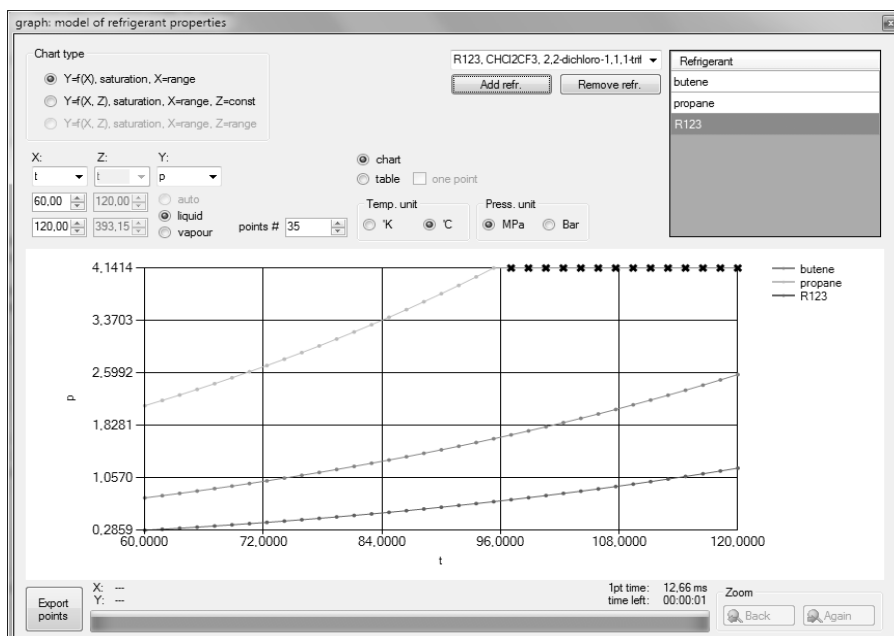 graph: model of refrigerant properties
Chart type
Y=f(X), saturation, X=range
Y=f(X, Z), saturation, X=range, Z=const
Y=f(X, Z), saturation, X=range, Z=range
R123, CHCl2CF3, 2,2-dichloro-1,1,1-trif
Add refr.
Remove refr.
Refrigerant
butene
propane
R123
X:
Z:
Y:
t
t
p
60,00
120,00
120,00
393,15
auto
liquid
vapour
points #
35
chart
table
one point
Temp. unit
'K
'C
Press. unit
MPa
Bar
4,1414
3,3703
2,5992
1,8281
1,0570
0,2859
p
60,0000
72,0000
84,0000
96,0000
108,0000
120,0000
t
butene
propane
R123
Export
points
X: ---
Y: ---
1pt time: 12,66 ms
time left: 00:00:01
Zoom
Back
Again